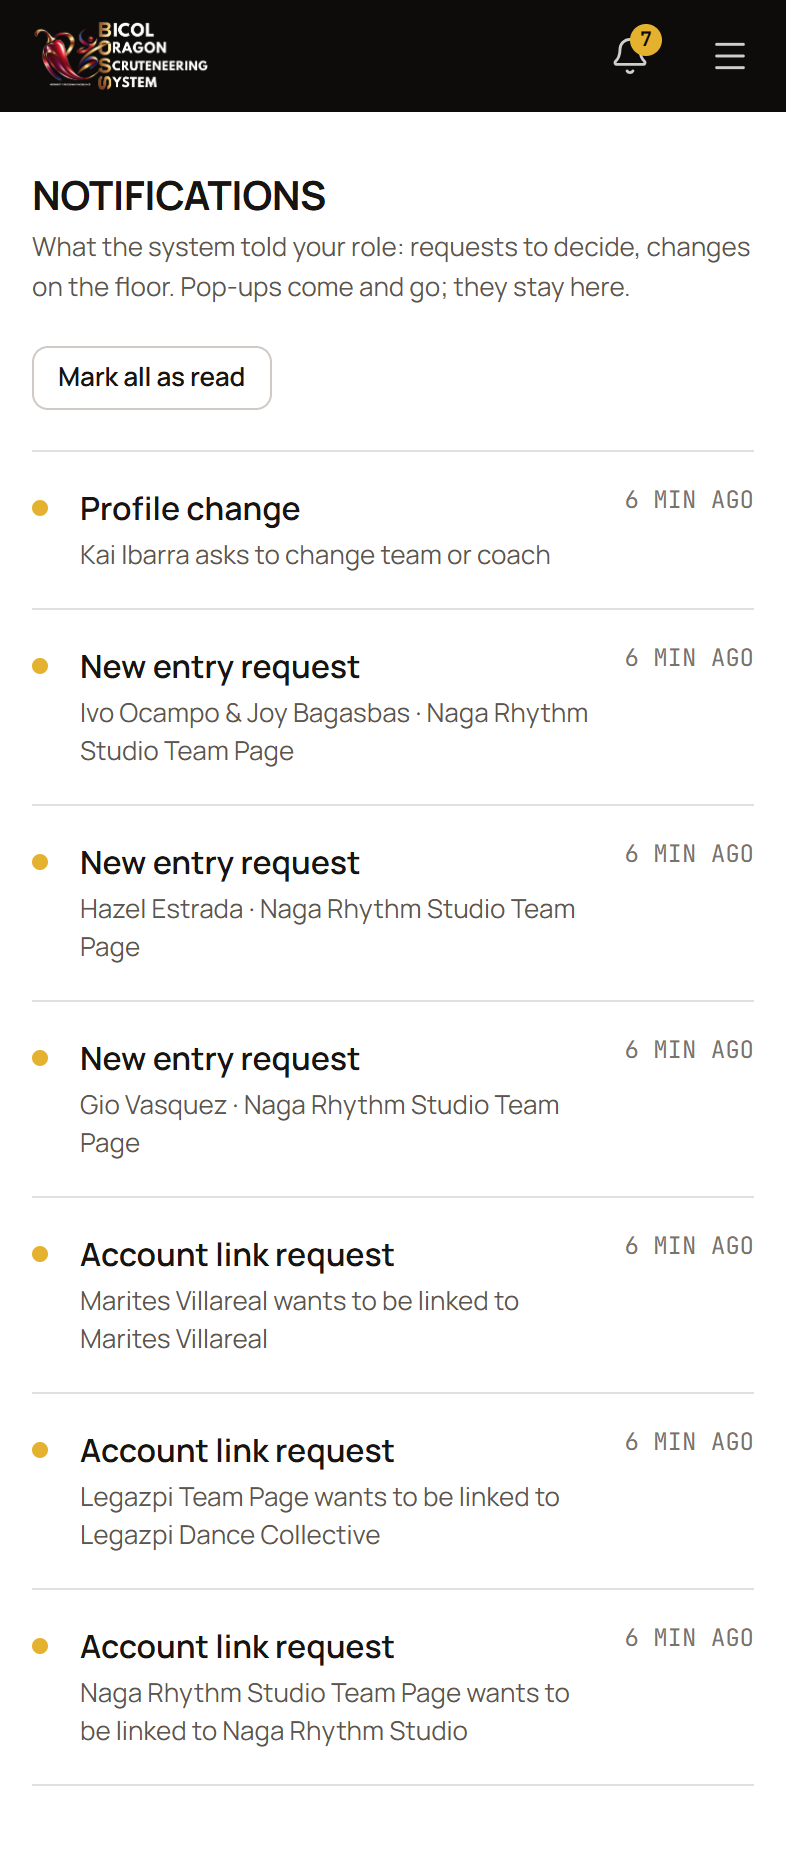 BICOL
DRAGON
SCRUTENEERING
SYSTEM
7
NOTIFICATIONS
What the system told your role: requests to decide, changes
on the floor. Pop-ups come and go; they stay here.
Mark all as read
Profile change
6 MIN AGO
Kai Ibarra asks to change team or coach
New entry request
6 MIN AGO
Ivo Ocampo & Joy Bagasbas · Naga Rhythm
Studio Team Page
New entry request
6 MIN AGO
Hazel Estrada · Naga Rhythm Studio Team
Page
New entry request
6 MIN AGO
Gio Vasquez · Naga Rhythm Studio Team
Page
Account link request
6 MIN AGO
Marites Villareal wants to be linked to
Marites Villareal
Account link request
6 MIN AGO
Legazpi Team Page wants to be linked to
Legazpi Dance Collective
Account link request
6 MIN AGO
Naga Rhythm Studio Team Page wants to
be linked to Naga Rhythm Studio